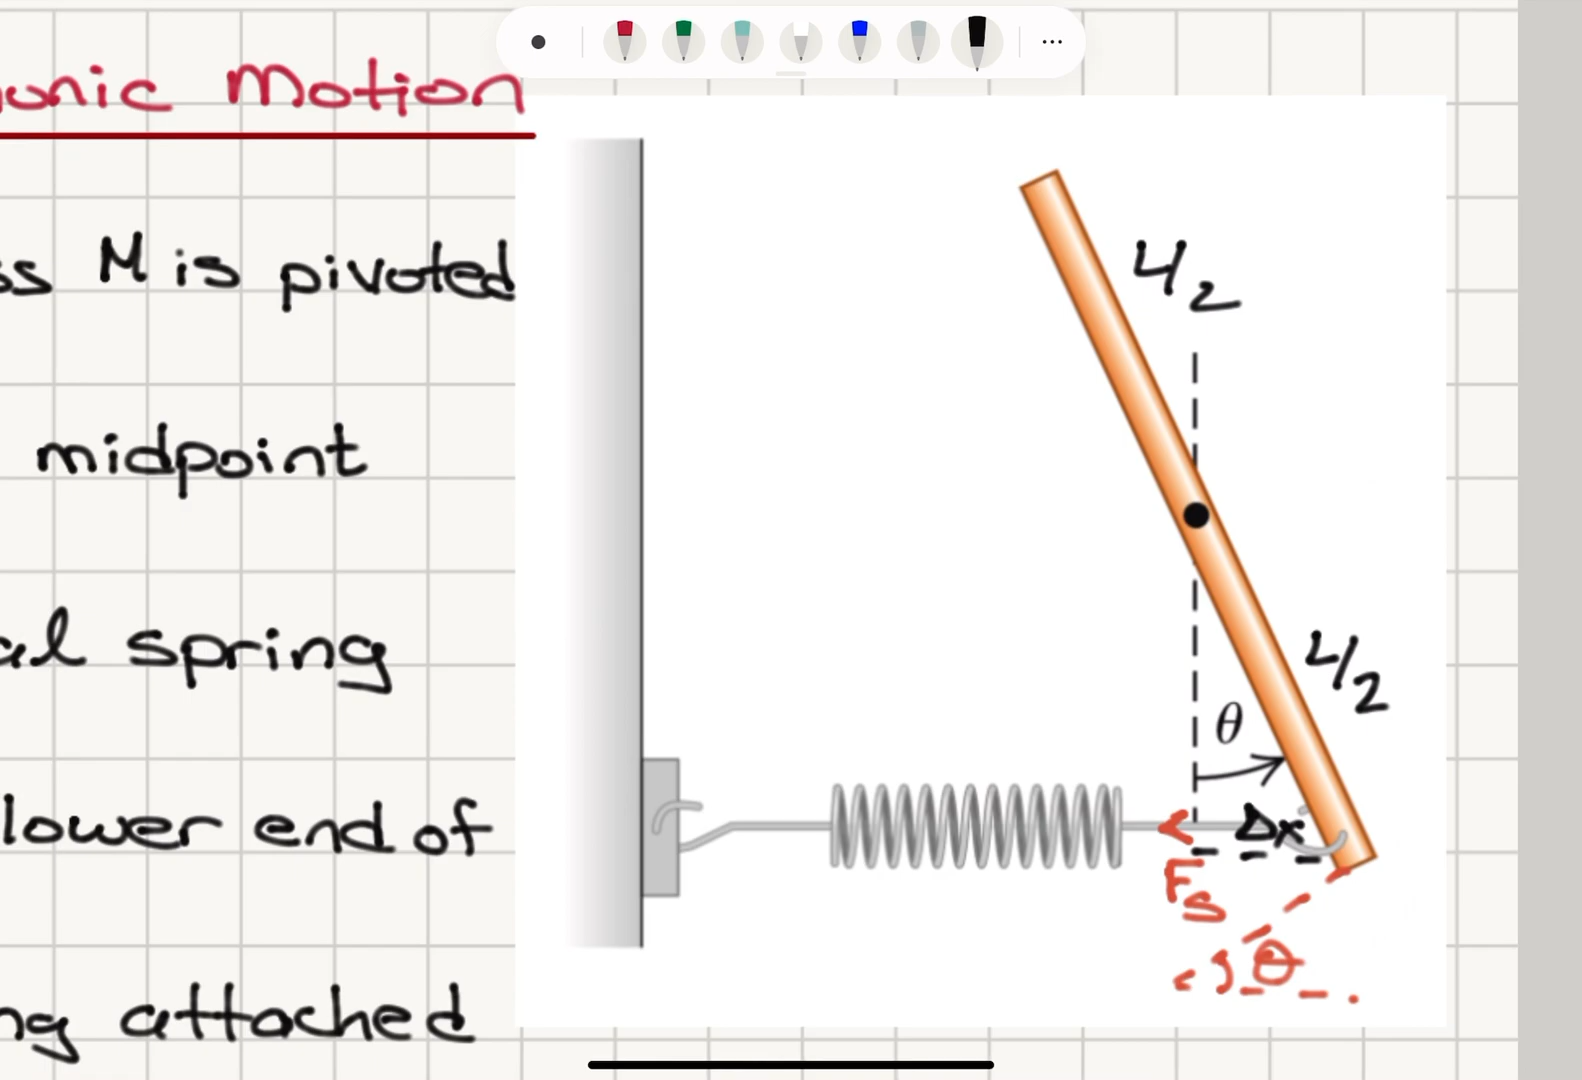 onic Motion
ss M is pivoted
midpoint
al spring
lower end of
ng attached
L/2
L/2
θ
Δx
Fs
θ